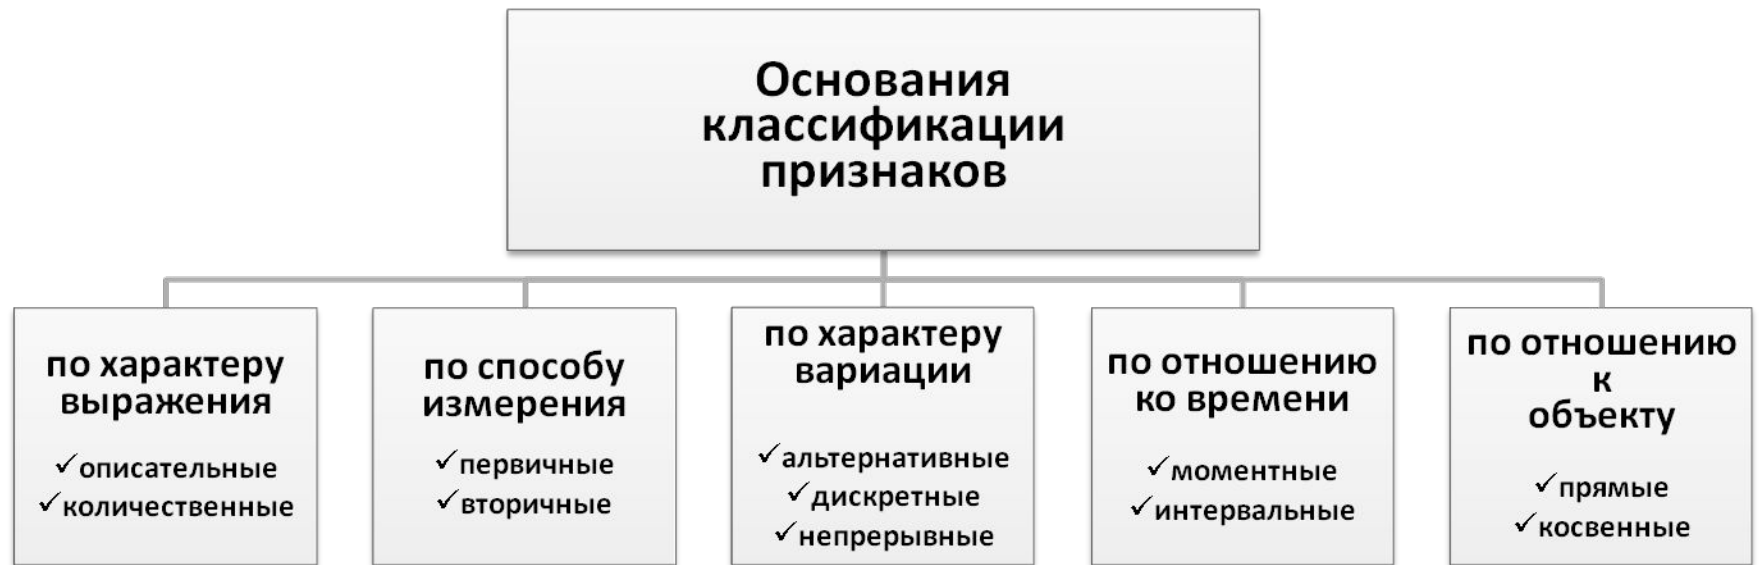 Основания
классификации
признаков
по характеру
выражения
✓описательные
✓количественные
по способу
измерения
✓первичные
✓вторичные
по характеру
вариации
✓альтернативные
✓дискретные
✓непрерывные
по отношению
ко времени
✓моментные
✓интервальные
по отношению
к
объекту
✓прямые
✓косвенные